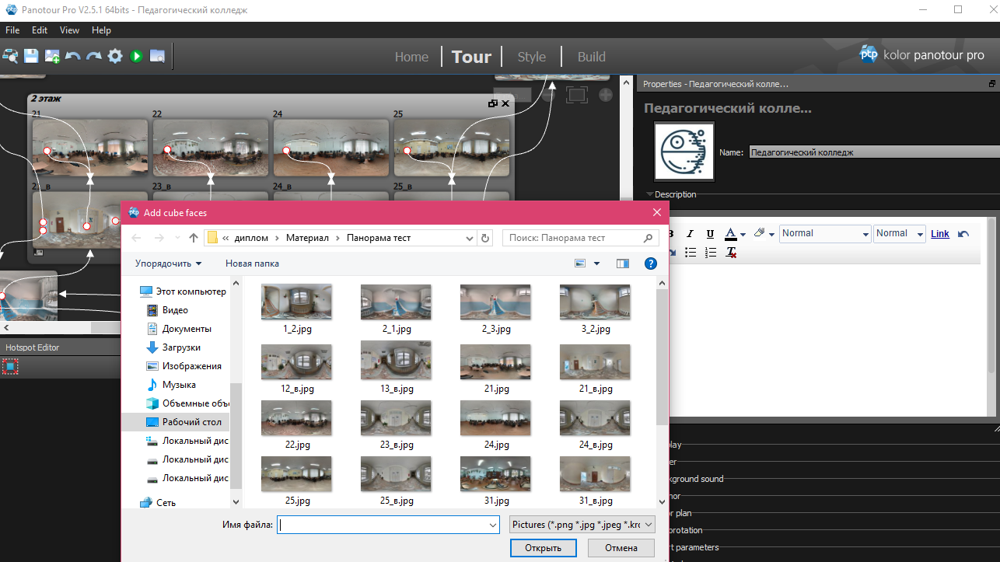 Panotour Pro V2.5.1 64bits - Педагогический колледж
File Edit View Help
Home Tour Style Build
kolor panotour pro
2 этаж
21 22 24 25
23_в 24_в 25_в
Properties - Педагогический колле...
Педагогический колле...
Name: Педагогический колледж
Description
I U A Normal Normal Link
Hotspot Editor
Add cube faces
« диплом › Материал › Панорама тест
Поиск: Панорама тест
Упорядочить Новая папка
Этот компьютер
Видео
Документы
Загрузки
Изображения
Музыка
Объемные объ
Рабочий стол
Локальный дис
Локальный дис
Локальный дис
Сеть
1_2.jpg 2_1.jpg 2_3.jpg 3_2.jpg
12_в.jpg 13_в.jpg 21.jpg 21_в.jpg
22.jpg 23_в.jpg 24.jpg 24_в.jpg
25.jpg 25_в.jpg 31.jpg 31_в.jpg
Имя файла: Pictures (*.png *.jpg *.jpeg *.krc
Открыть Отмена
lay
er
kground sound
or plan
protation
rt parameters